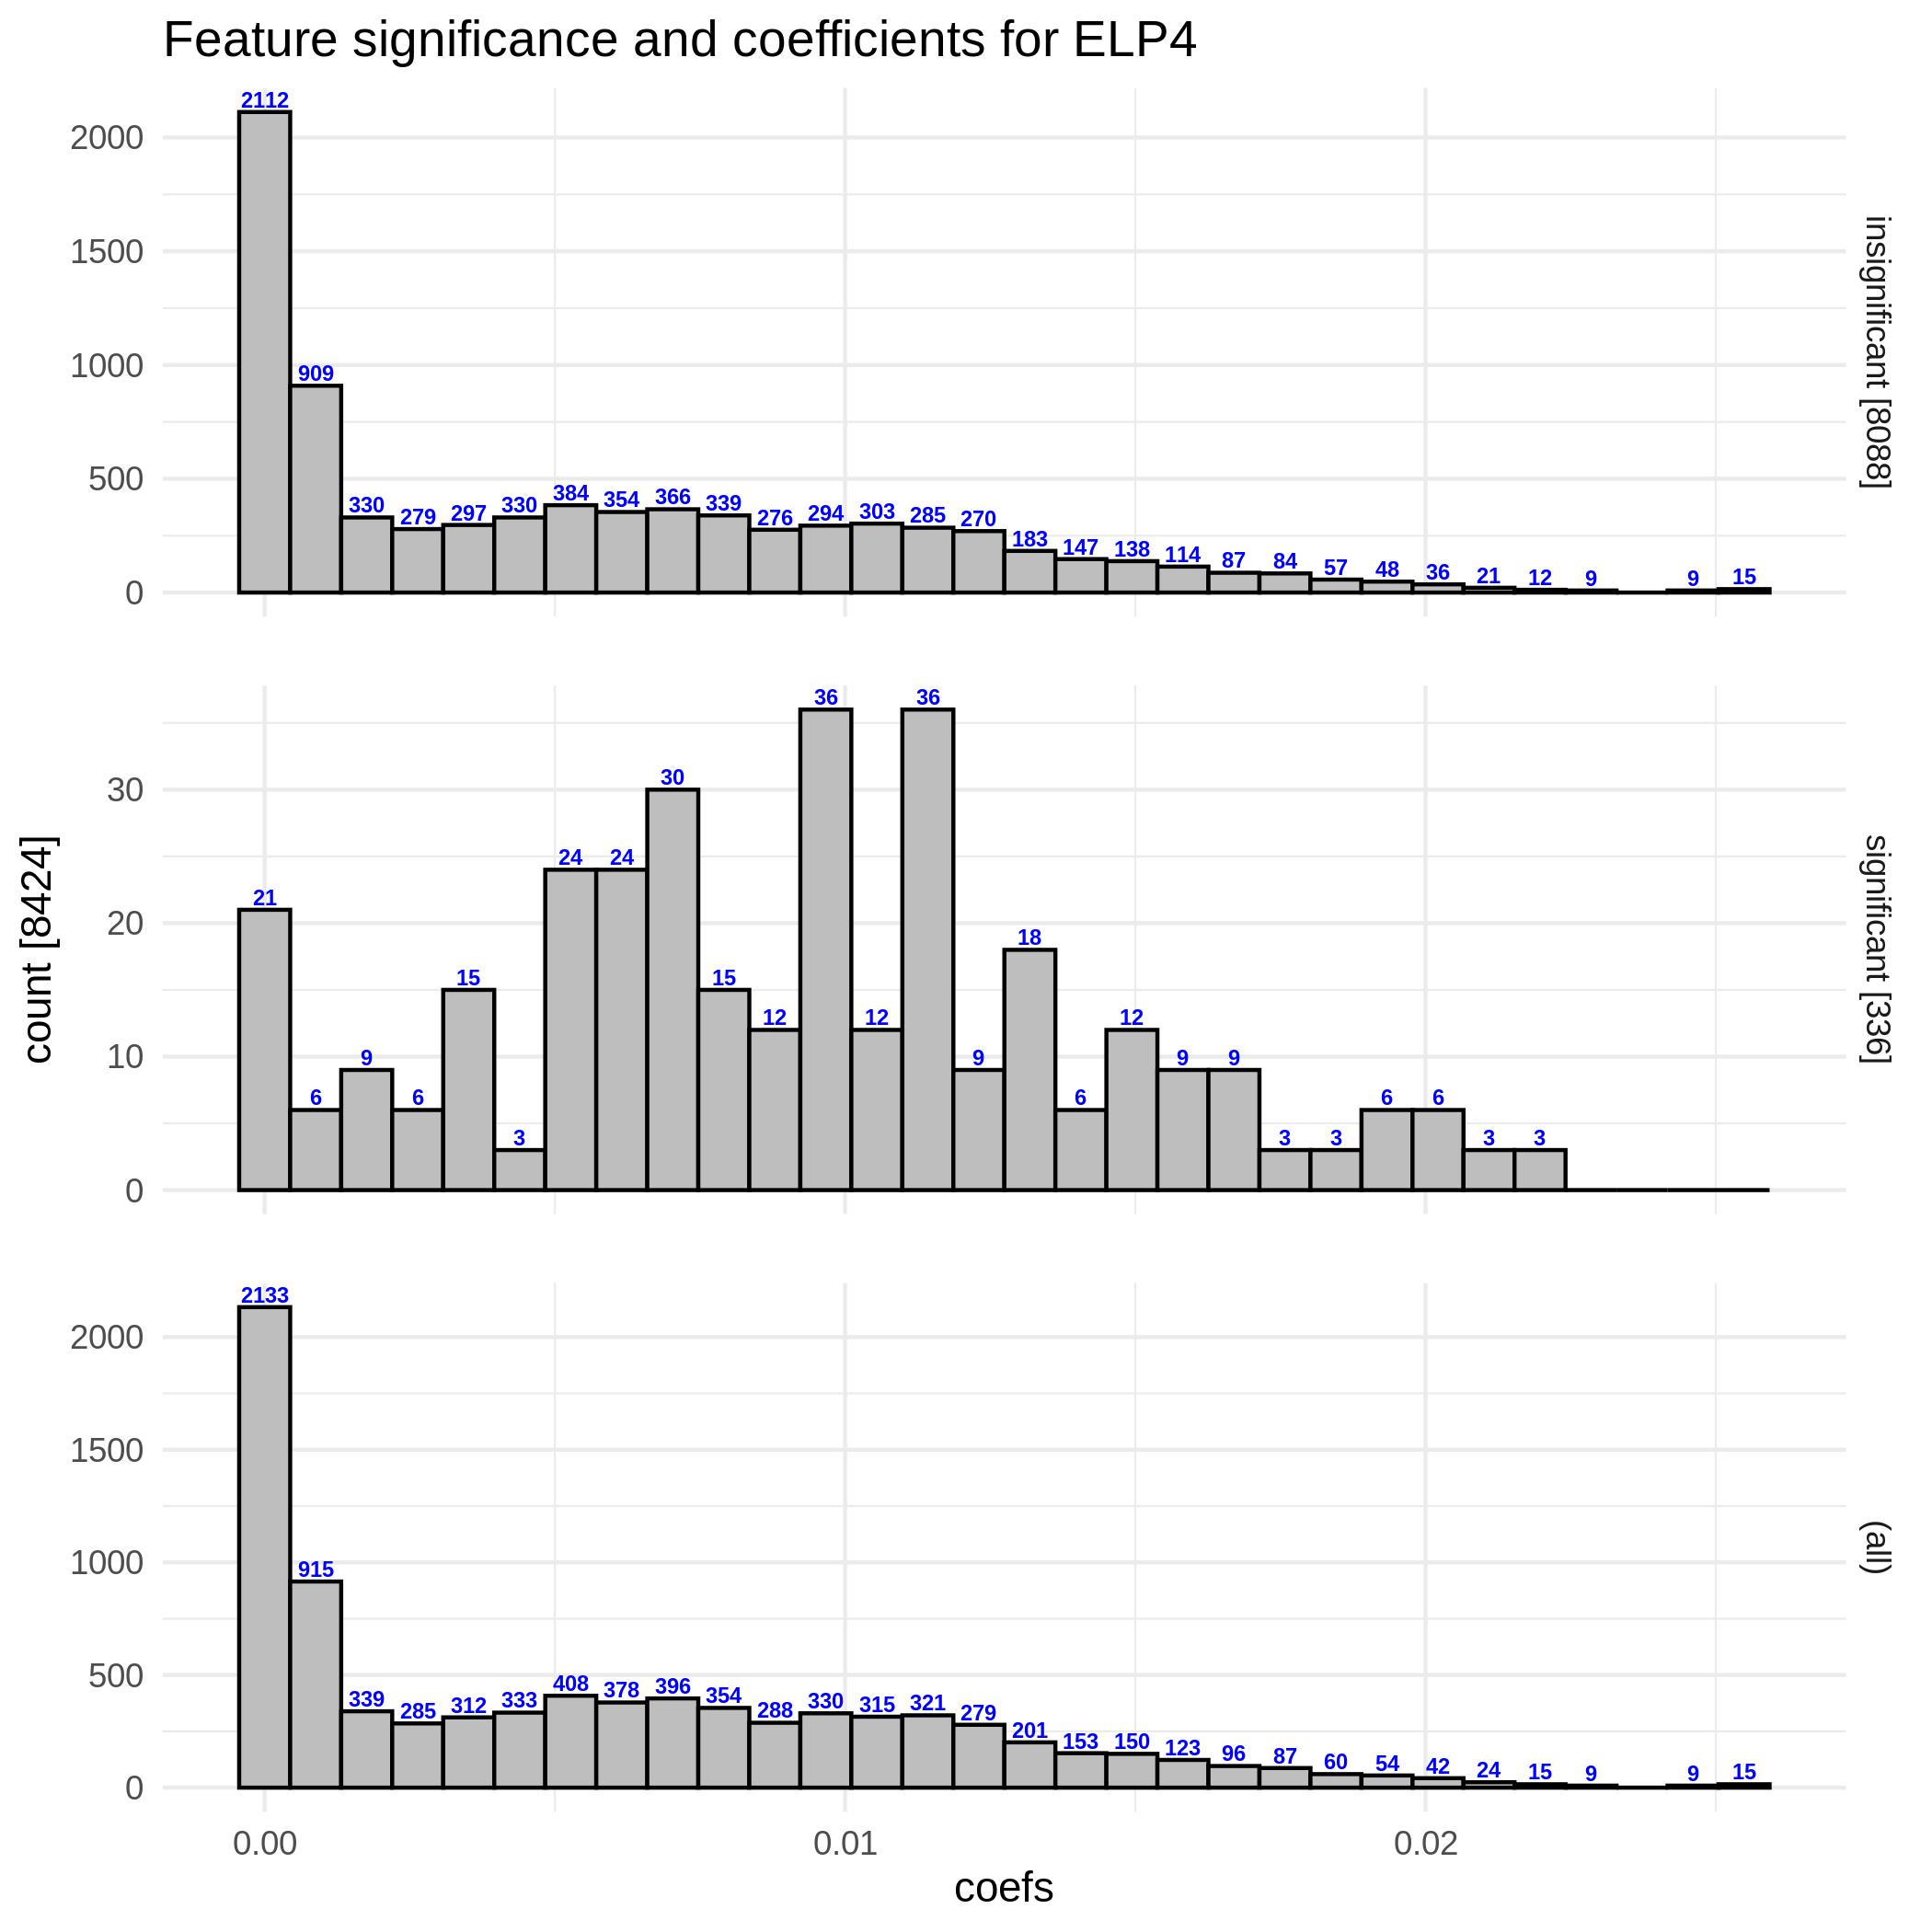 Feature significance and coefficients for ELP4
2112
909
330 279 297 330 384 354 366 339 276 294 303 285 270 183 147 138 114 87 84 57 48 36 21 12 9 9 15
2000
1500
1000
500
0
insignificant [8088]
36 36
30
24 24
21
18
15 15
12 12 12
9 9 9 9
6 6 6 6 6
3 3 3 3 3
30
20
10
0
significant [336]
count [8424]
2133
915
339 285 312 333 408 378 396 354 288 330 315 321 279 201 153 150 123 96 87 60 54 42 24 15 9 9 15
2000
1500
1000
500
0
(all)
0.00 0.01 0.02
coefs